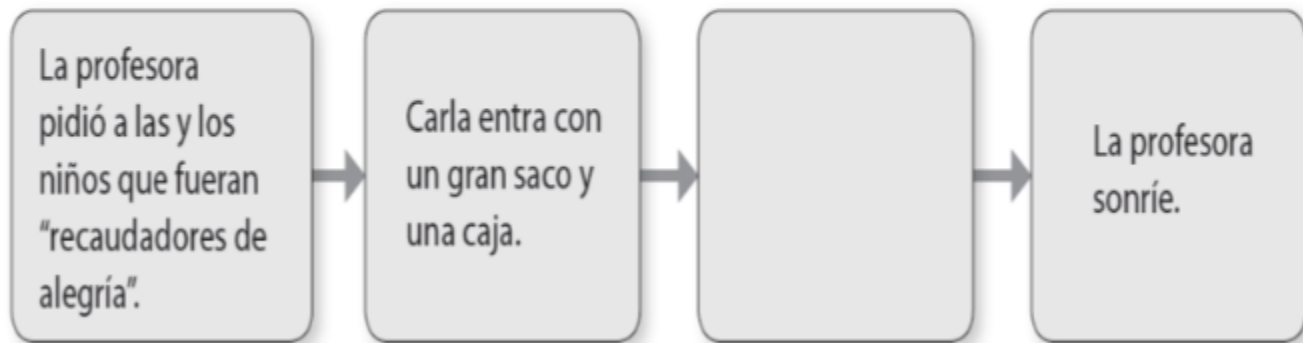 La profesora
pidió a las y los
niños que fueran
“recaudadores de
alegría”.
Carla entra con
un gran saco y
una caja.
La profesora
sonríe.